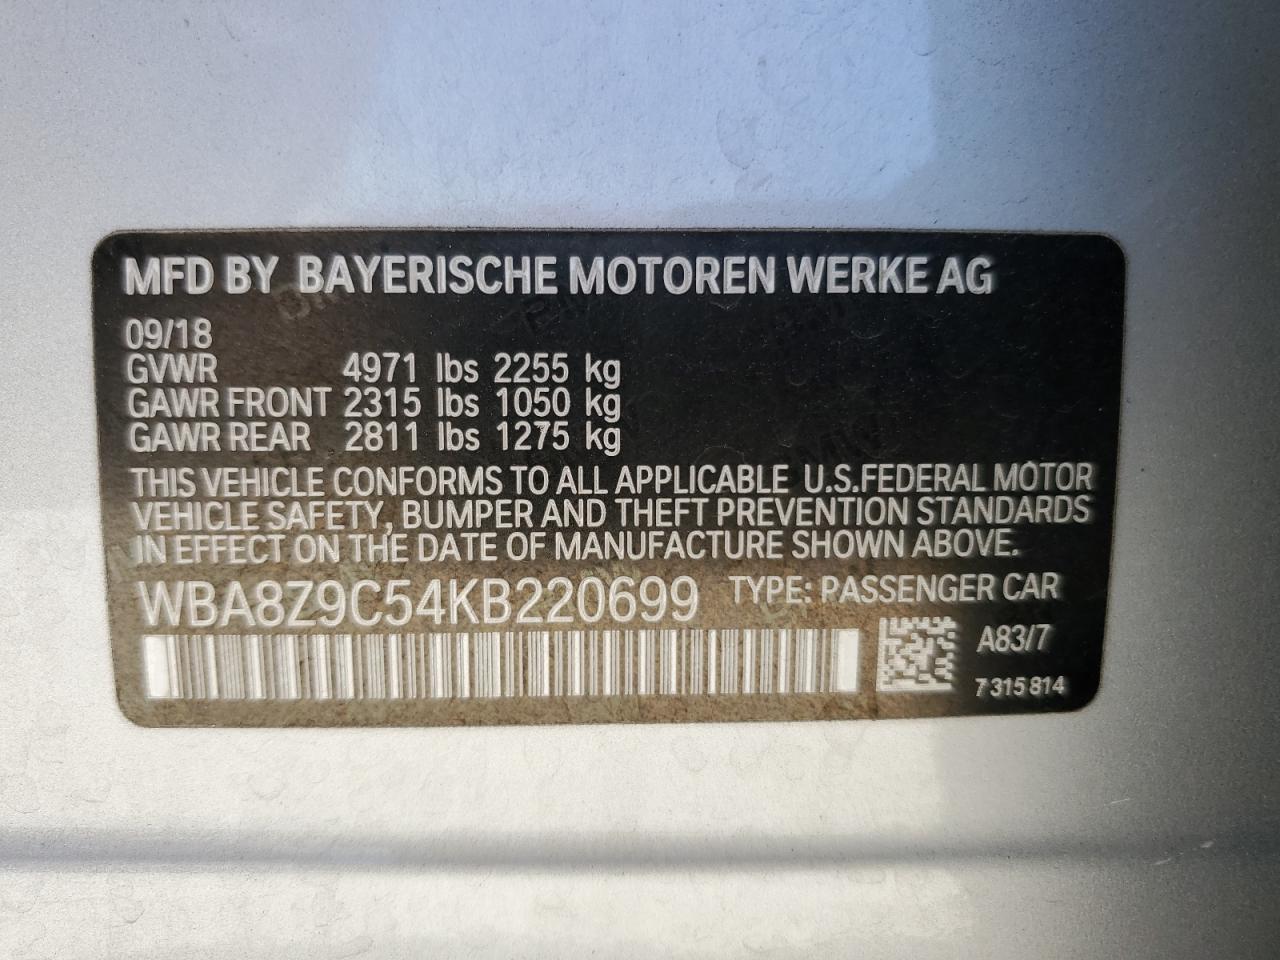 MFD BY BAYERISCHE MOTOREN WERKE AG
09/18
GVWR 4971 lbs 2255 kg
GAWR FRONT 2315 lbs 1050 kg
GAWR REAR 2811 lbs 1275 kg
THIS VEHICLE CONFORMS TO ALL APPLICABLE U.S.FEDERAL MOTOR
VEHICLE SAFETY, BUMPER AND THEFT PREVENTION STANDARDS
IN EFFECT ON THE DATE OF MANUFACTURE SHOWN ABOVE.
WBA8Z9C54KB220699 TYPE: PASSENGER CAR
A83/7
7 315 814